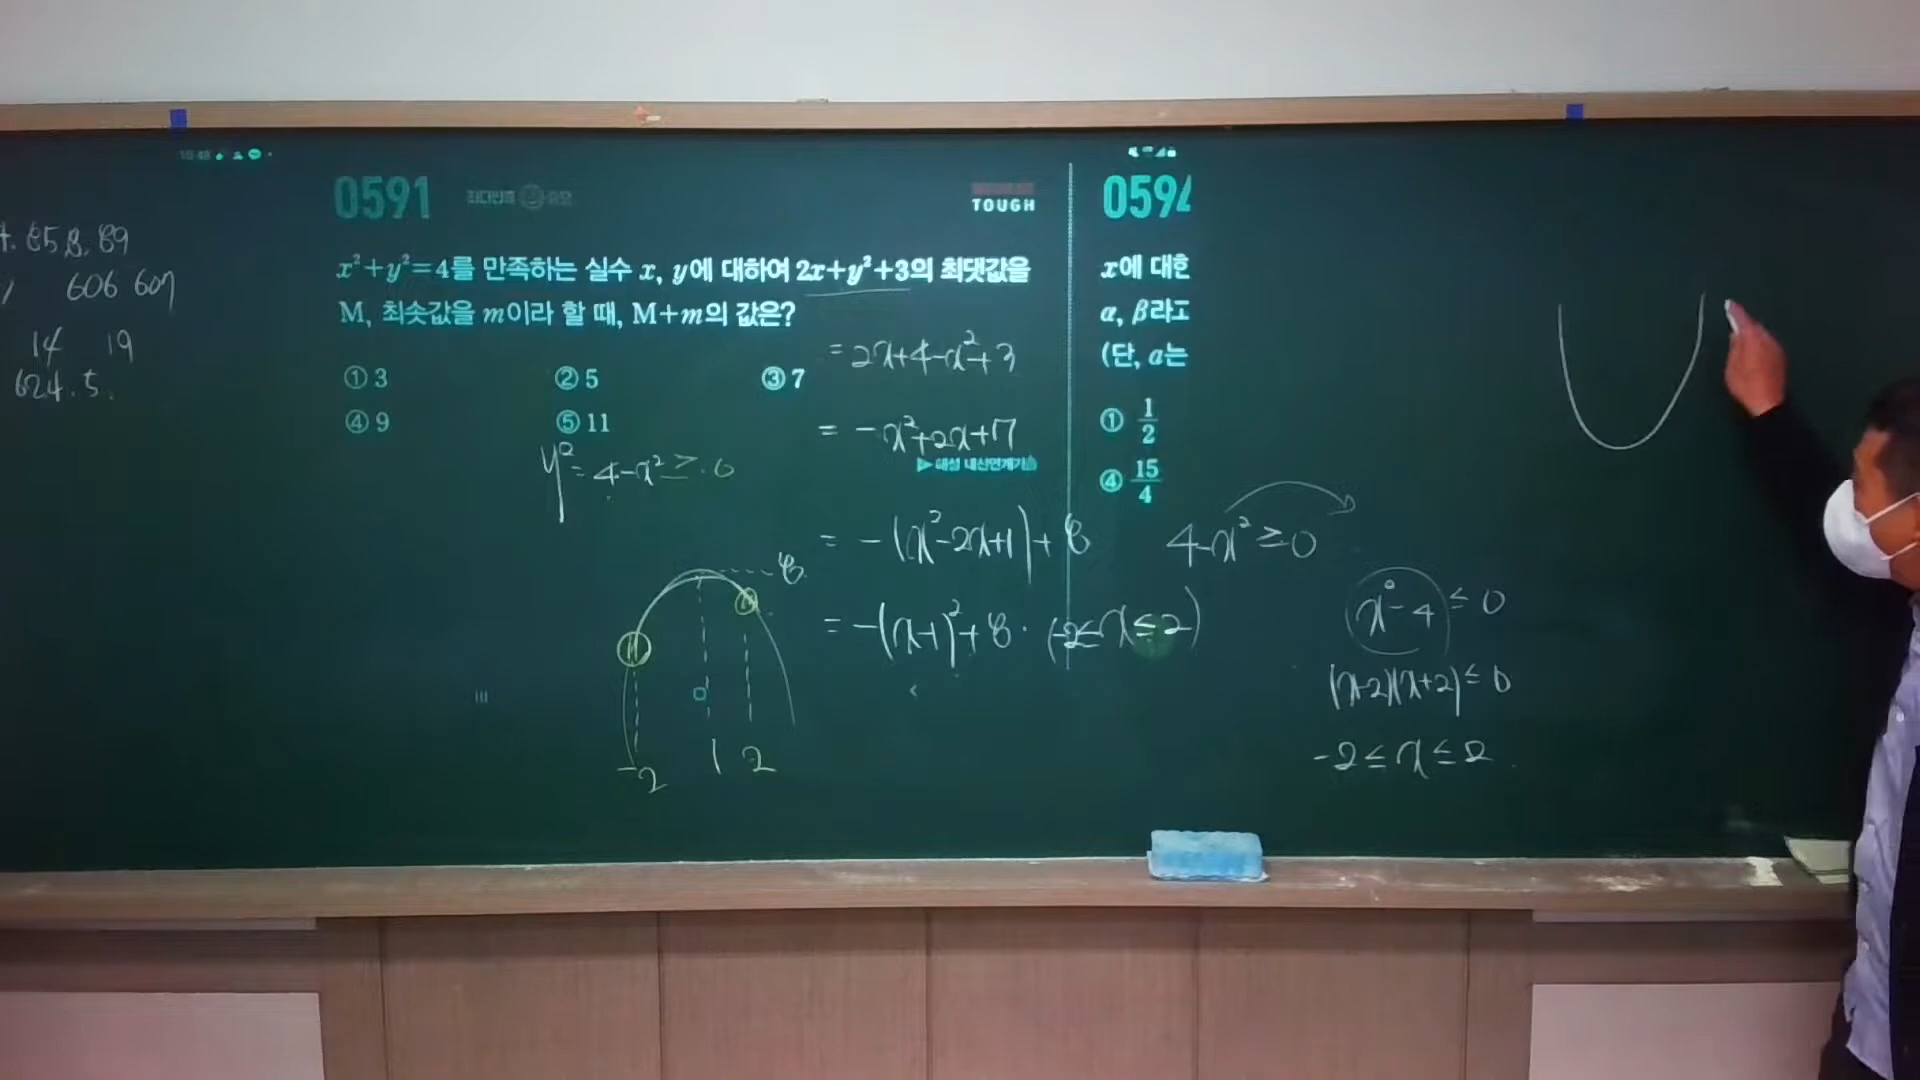 58. 89
606 607
14 19
624. 5.
10:48
0591
TOUGH
x²+y²=4를 만족하는 실수 x, y에 대하여 2x+y²+3의 최댓값을
M, 최솟값을 m이라 할 때, M+m의 값은?
① 3 ② 5 ③ 7
④ 9 ⑤ 11
= 2x+4-x²+3
= -x²+2x+7
y²= 4-x² ≥ 0
= -(x²-2x+1)+8
= -(x-1)²+8 (-2≤x≤2)
8
-2 1 2
0594
x에 대한
α, β라고
(단, a는
① 1/2
④ 15/4
4-x² ≥ 0
x²-4 ≤ 0
(x-2)(x+2) ≤ 0
-2 ≤ x ≤ 2